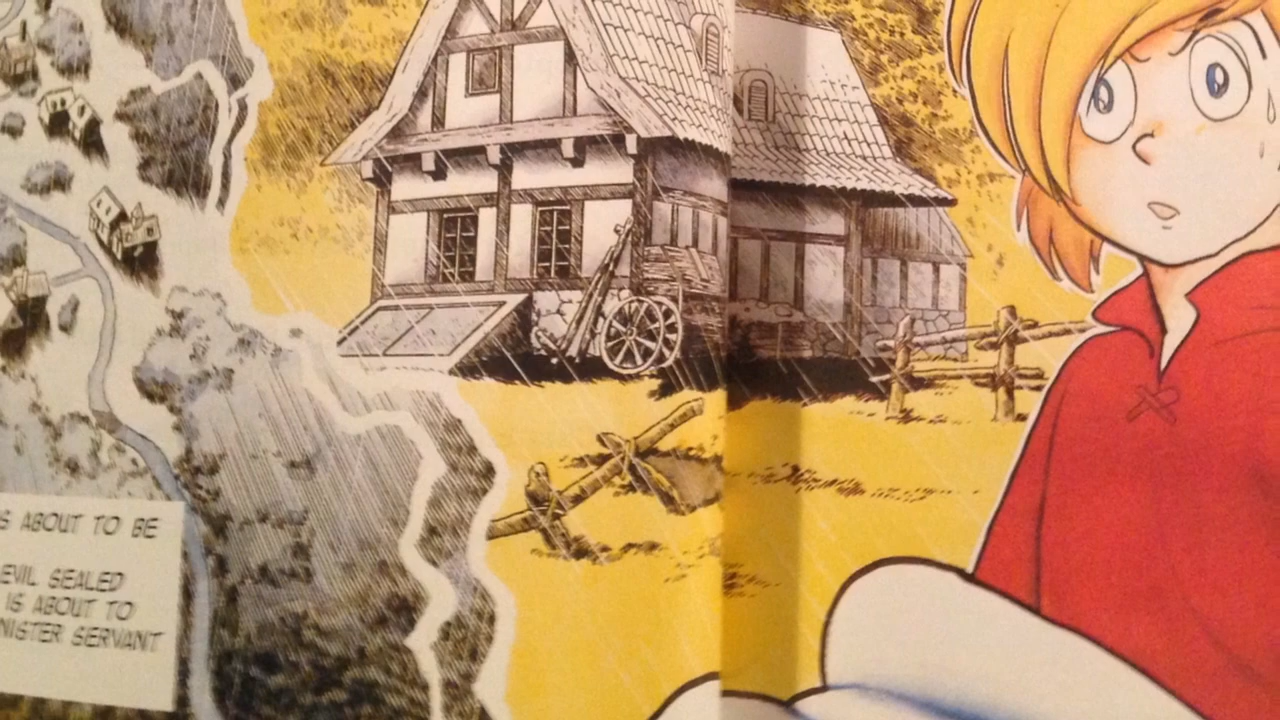 S ABOUT TO BE
EVIL SEALED
IS ABOUT TO
NISTER SERVANT